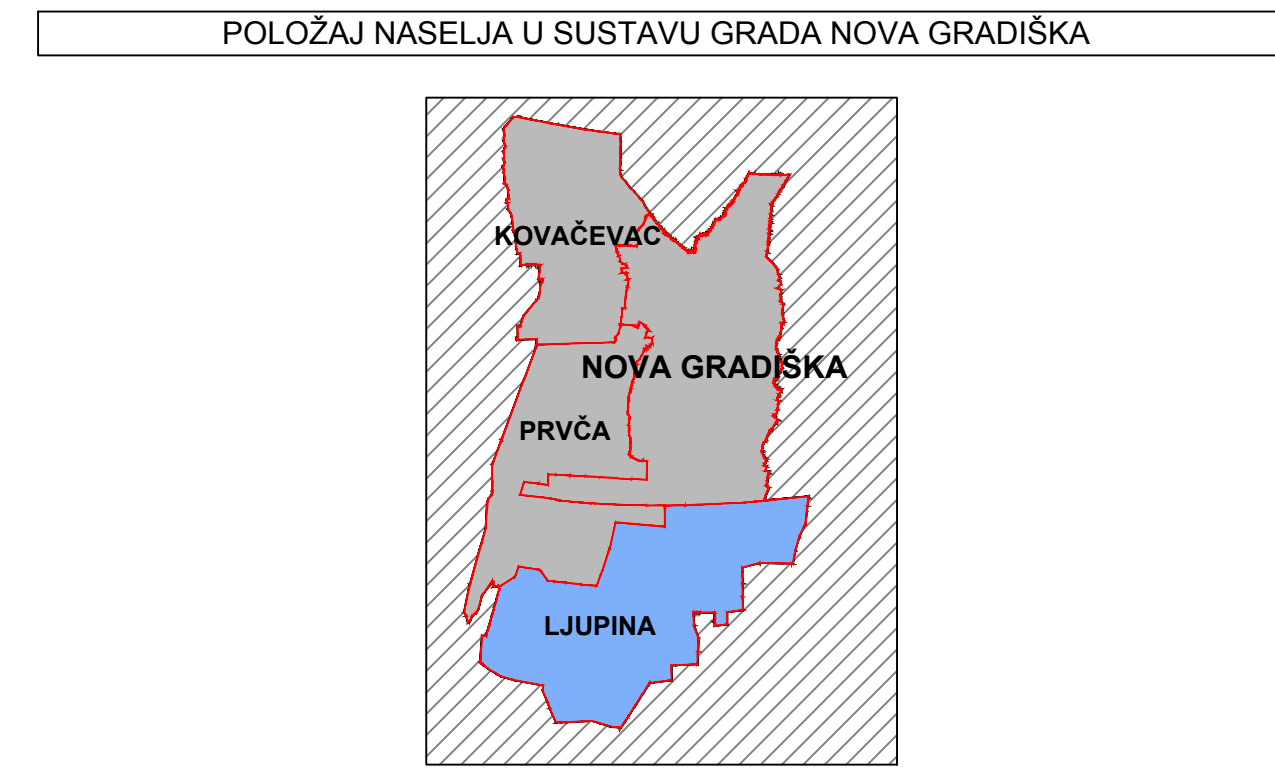 POLOŽAJ NASELJA U SUSTAVU GRADA NOVA GRADIŠKA
KOVAČEVAC
NOVA GRADIŠKA
PRVČA
LJUPINA